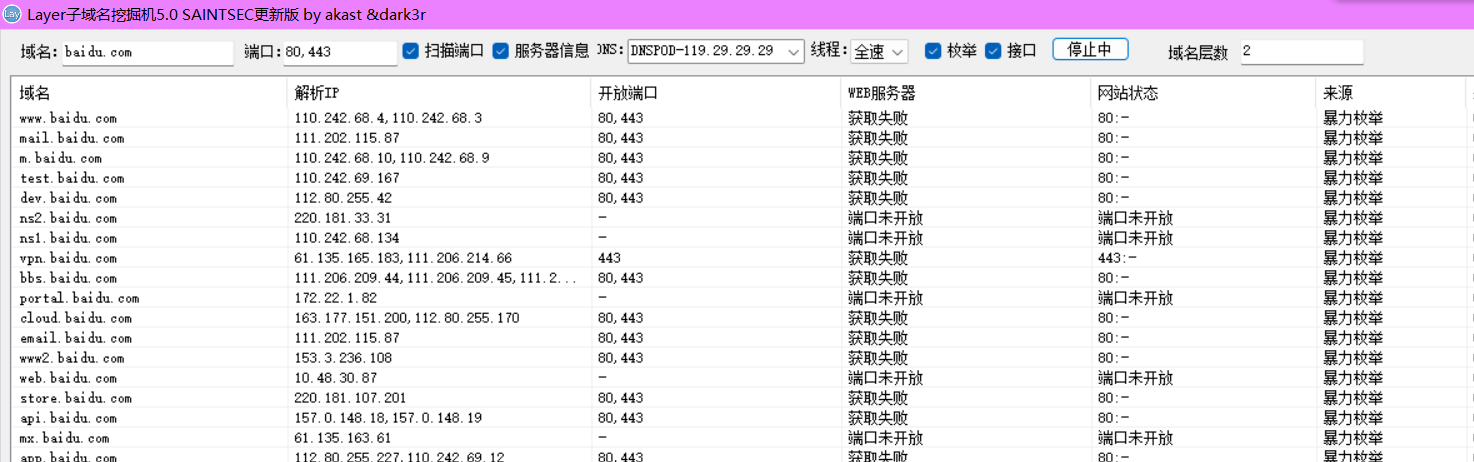 Lay Layer子域名挖掘机5.0 SAINTSEC更新版 by akast &dark3r
域名: baidu.com 端口: 80,443 扫描端口 服务器信息 DNS: DNSPOD-119.29.29.29 线程: 全速 枚举 接口 停止中 域名层数 2
域名 解析IP 开放端口 WEB服务器 网站状态 来源
www.baidu.com 110.242.68.4,110.242.68.3 80,443 获取失败 80:- 暴力枚举
mail.baidu.com 111.202.115.87 80,443 获取失败 80:- 暴力枚举
m.baidu.com 110.242.68.10,110.242.68.9 80,443 获取失败 80:- 暴力枚举
test.baidu.com 110.242.69.167 80,443 获取失败 80:- 暴力枚举
dev.baidu.com 112.80.255.42 80,443 获取失败 80:- 暴力枚举
ns2.baidu.com 220.181.33.31 - 端口未开放 端口未开放 暴力枚举
ns1.baidu.com 110.242.68.134 - 端口未开放 端口未开放 暴力枚举
vpn.baidu.com 61.135.165.183,111.206.214.66 443 获取失败 443:- 暴力枚举
bbs.baidu.com 111.206.209.44,111.206.209.45,111.2... 80,443 获取失败 80:- 暴力枚举
portal.baidu.com 172.22.1.82 - 端口未开放 端口未开放 暴力枚举
cloud.baidu.com 163.177.151.200,112.80.255.170 80,443 获取失败 80:- 暴力枚举
email.baidu.com 111.202.115.87 80,443 获取失败 80:- 暴力枚举
www2.baidu.com 153.3.236.108 80,443 获取失败 80:- 暴力枚举
web.baidu.com 10.48.30.87 - 端口未开放 端口未开放 暴力枚举
store.baidu.com 220.181.107.201 80,443 获取失败 80:- 暴力枚举
api.baidu.com 157.0.148.18,157.0.148.19 80,443 获取失败 80:- 暴力枚举
mx.baidu.com 61.135.163.61 - 端口未开放 端口未开放 暴力枚举
app.baidu.com 112.80.255.227,110.242.69.12 80,443 获取失败 80:- 暴力枚举